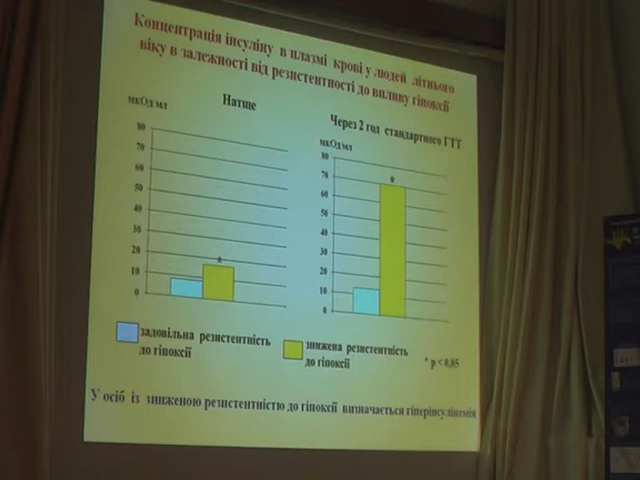 Концентрація інсуліну в плазмі крові у людей літнього
віку в залежності від резистентності до впливу гіпоксії
Натще
мкОд/мл
80
70
60
50
40
30
20
10
0
*
Через 2 год стандартного ГТТ
мкОд/мл
80
70
60
50
40
30
20
10
0
*
задовільна резистентність
до гіпоксії
знижена резистентність
до гіпоксії
* p < 0,05
У осіб із зниженою резистентністю до гіпоксії визначається гіперінсулінемія